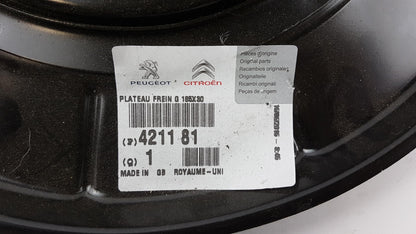 PEUGEOT CITROËN
Pièces d'origine
Original parts
Recambios originales
Originalteile
Ricambi originali
Peças de origem
PLATEAU FREIN G 185X30
(P) 4211 81
(Q) 1
MADE IN GB ROYAUME-UNI